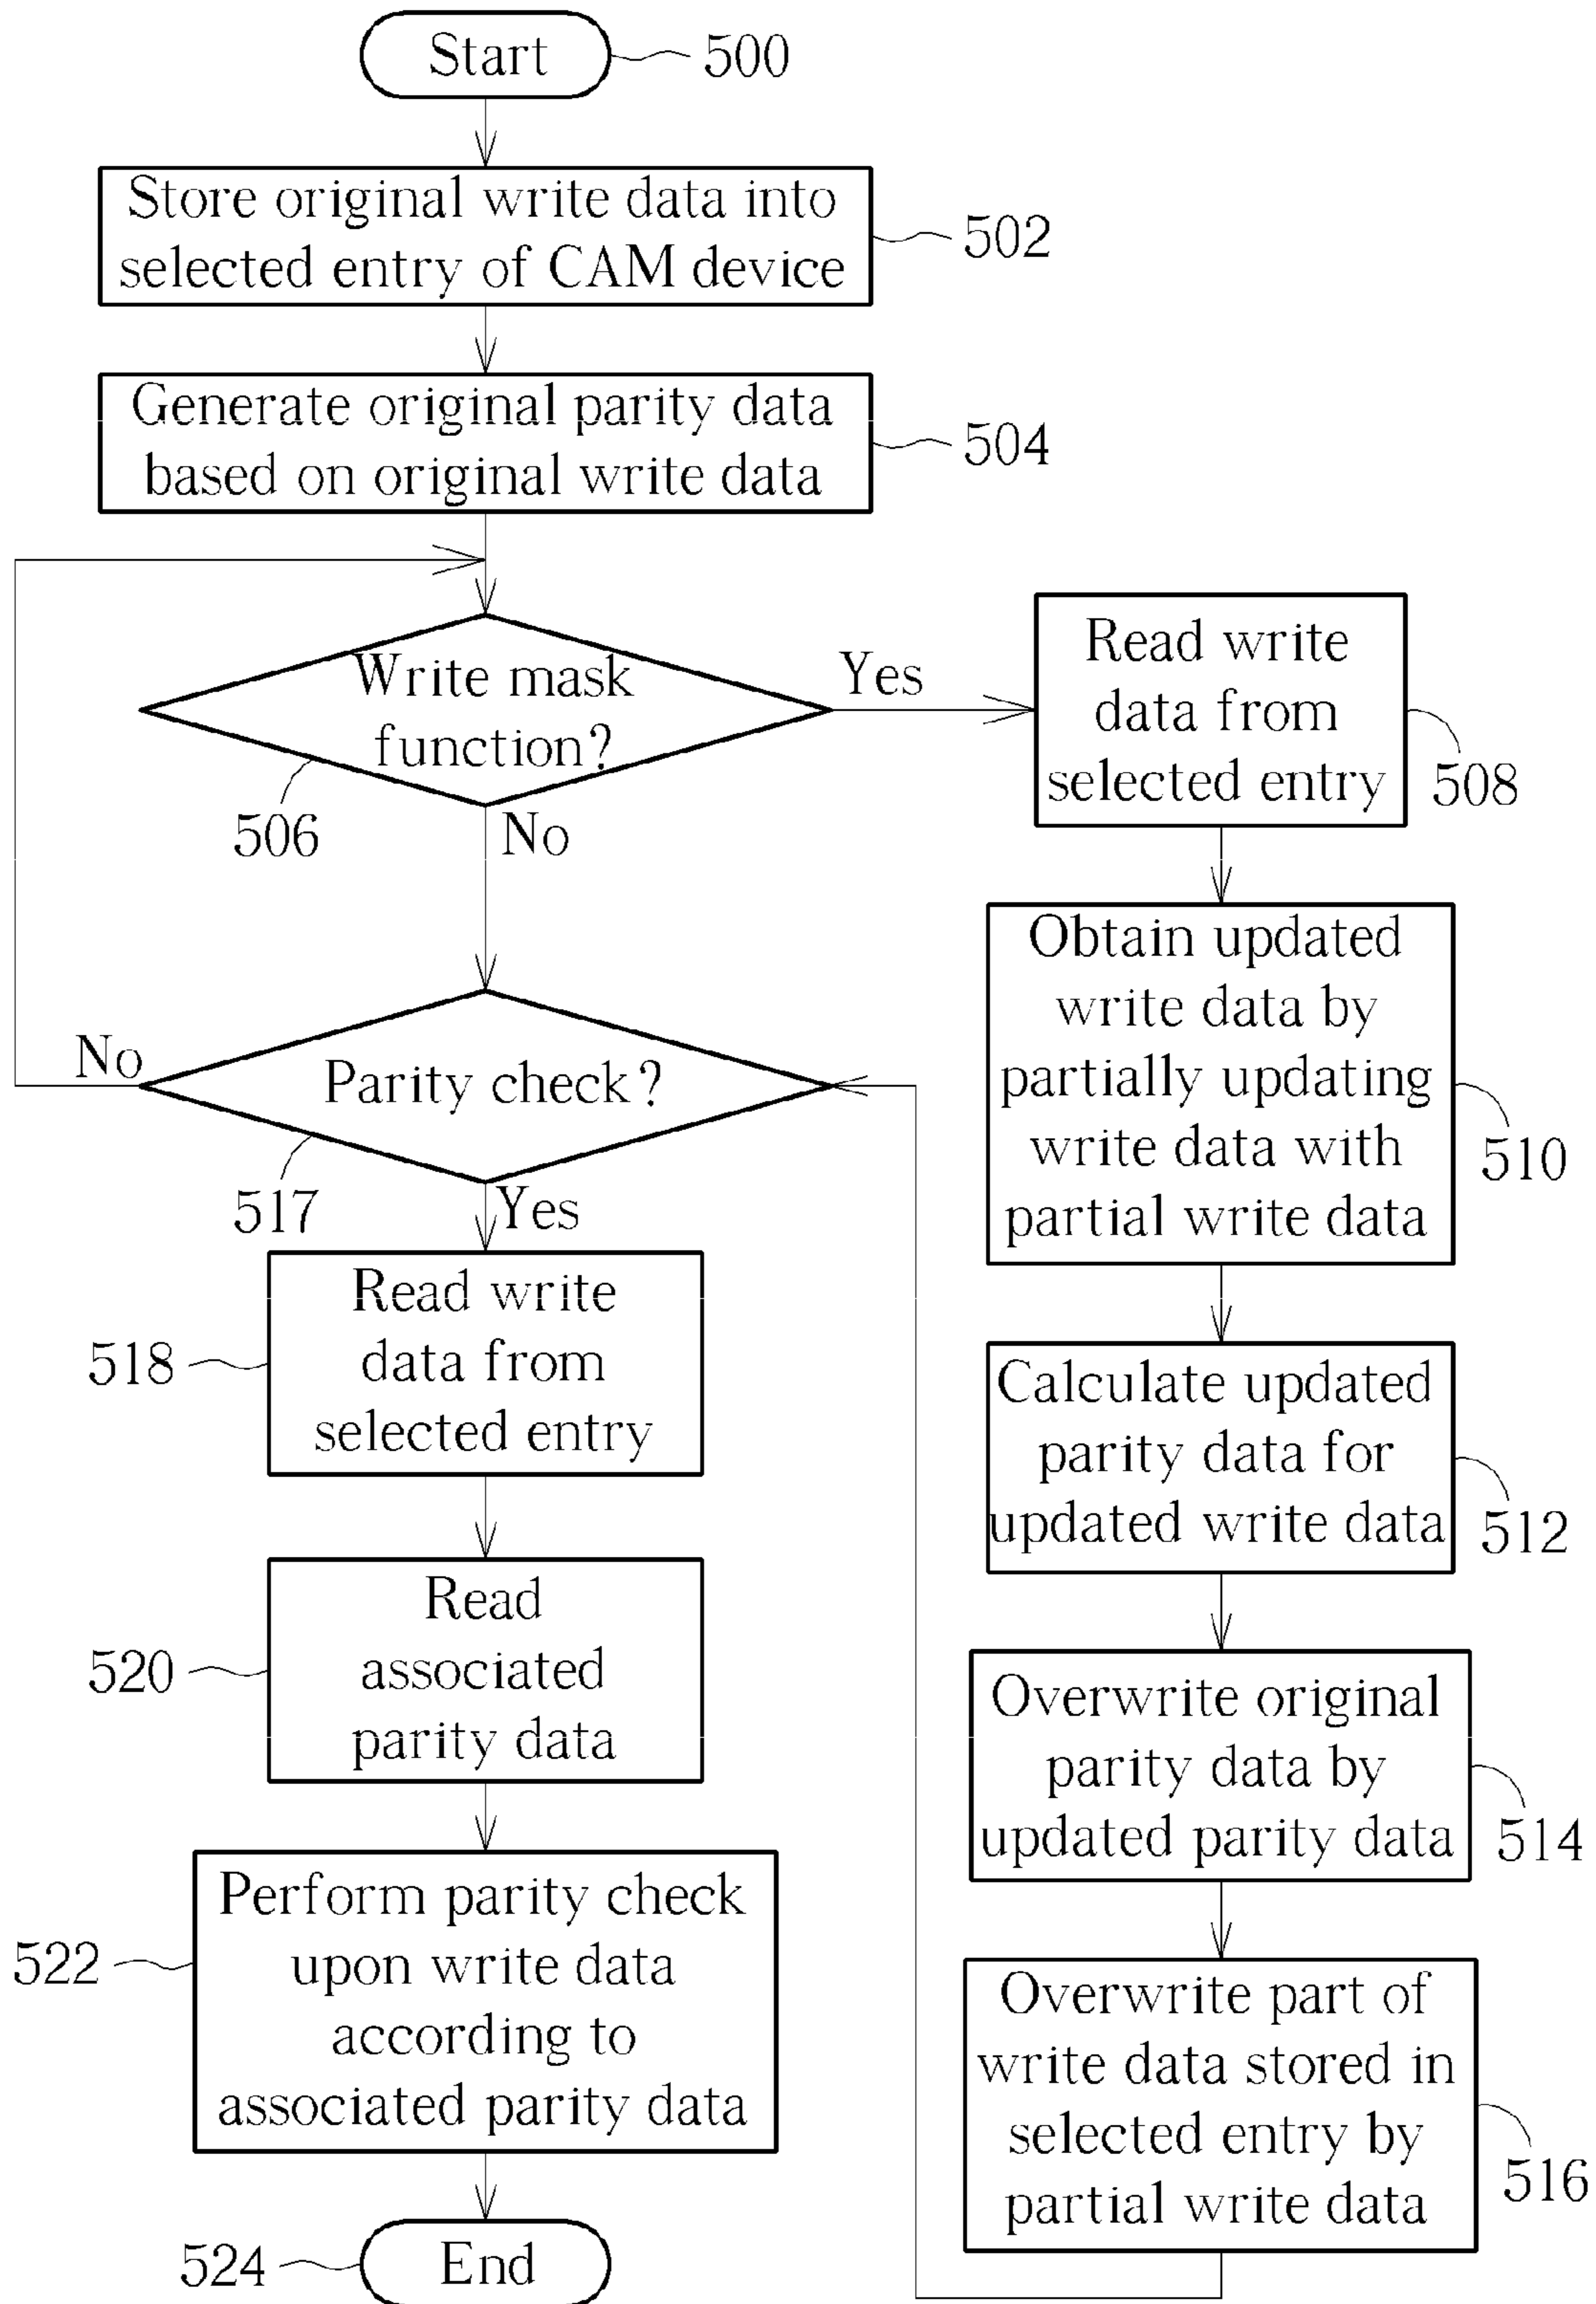 Start
500
Store original write data into
selected entry of CAM device
502
Generate original parity data
based on original write data
504
Write mask
function?
506
Yes
No
Read write
data from
selected entry
508
Obtain updated
write data by
partially updating
write data with
partial write data
510
Calculate updated
parity data for
updated write data
512
Overwrite original
parity data by
updated parity data
514
Overwrite part of
write data stored in
selected entry by
partial write data
516
Parity check?
517
No
Yes
Read write
data from
selected entry
518
Read
associated
parity data
520
Perform parity check
upon write data
according to
associated parity data
522
End
524